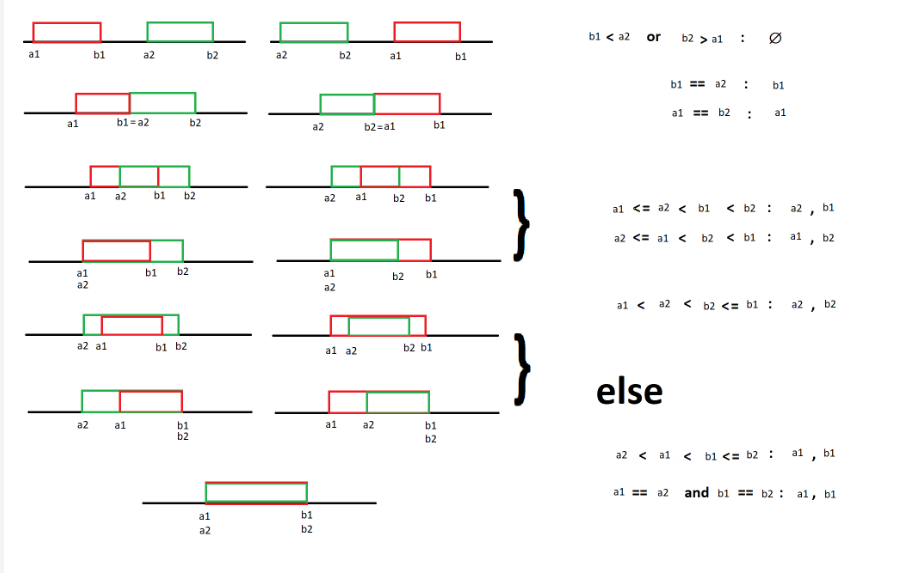 a1 b1 a2 b2
a2 b2 a1 b1
b1 < a2 or b2 > a1 : ∅
a1 b1=a2 b2
a2 b2=a1 b1
b1 == a2 : b1
a1 == b2 : a1
a1 a2 b1 b2
a2 a1 b2 b1
}
a1 <= a2 < b1 < b2 : a2 , b1
a2 <= a1 < b2 < b1 : a1 , b2
a1 b1 b2
a2
a1 b2 b1
a2
a1 < a2 < b2 <= b1 : a2 , b2
a2 a1 b1 b2
a1 a2 b2 b1
}
else
a2 a1 b1
b2
a1 a2 b1
b2
a2 < a1 < b1 <= b2 : a1 , b1
a1 == a2 and b1 == b2 : a1 , b1
a1 b1
a2 b2